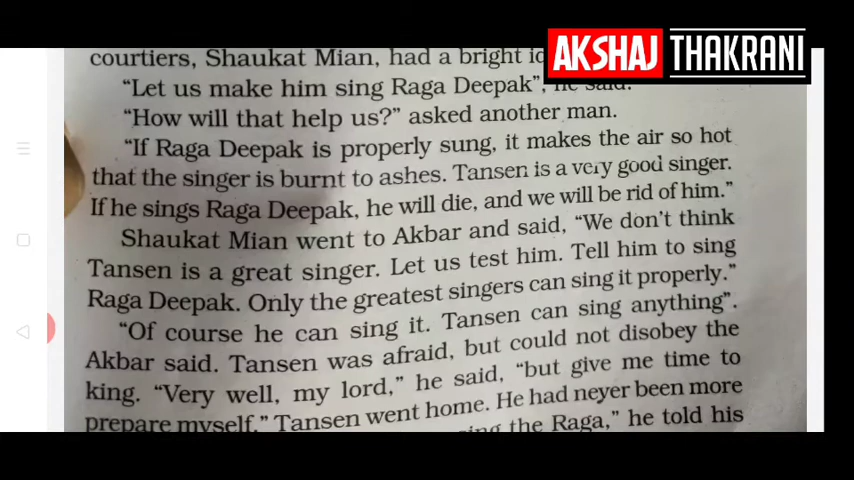 AKSHAJ THAKRANI
courtiers, Shaukat Mian, had a bright
“Let us make him sing Raga Deepak”, he said.
“How will that help us?” asked another man.
“If Raga Deepak is properly sung, it makes the air so hot
that the singer is burnt to ashes. Tansen is a very good singer.
If he sings Raga Deepak, he will die, and we will be rid of him.”
Shaukat Mian went to Akbar and said, “We don’t think
Tansen is a great singer. Let us test him. Tell him to sing
Raga Deepak. Only the greatest singers can sing it properly.”
“Of course he can sing it. Tansen can sing anything”.
Akbar said. Tansen was afraid, but could not disobey the
king. “Very well, my lord,” he said, “but give me time to
prepare myself.” Tansen went home. He had never been more
the Raga,” he told his